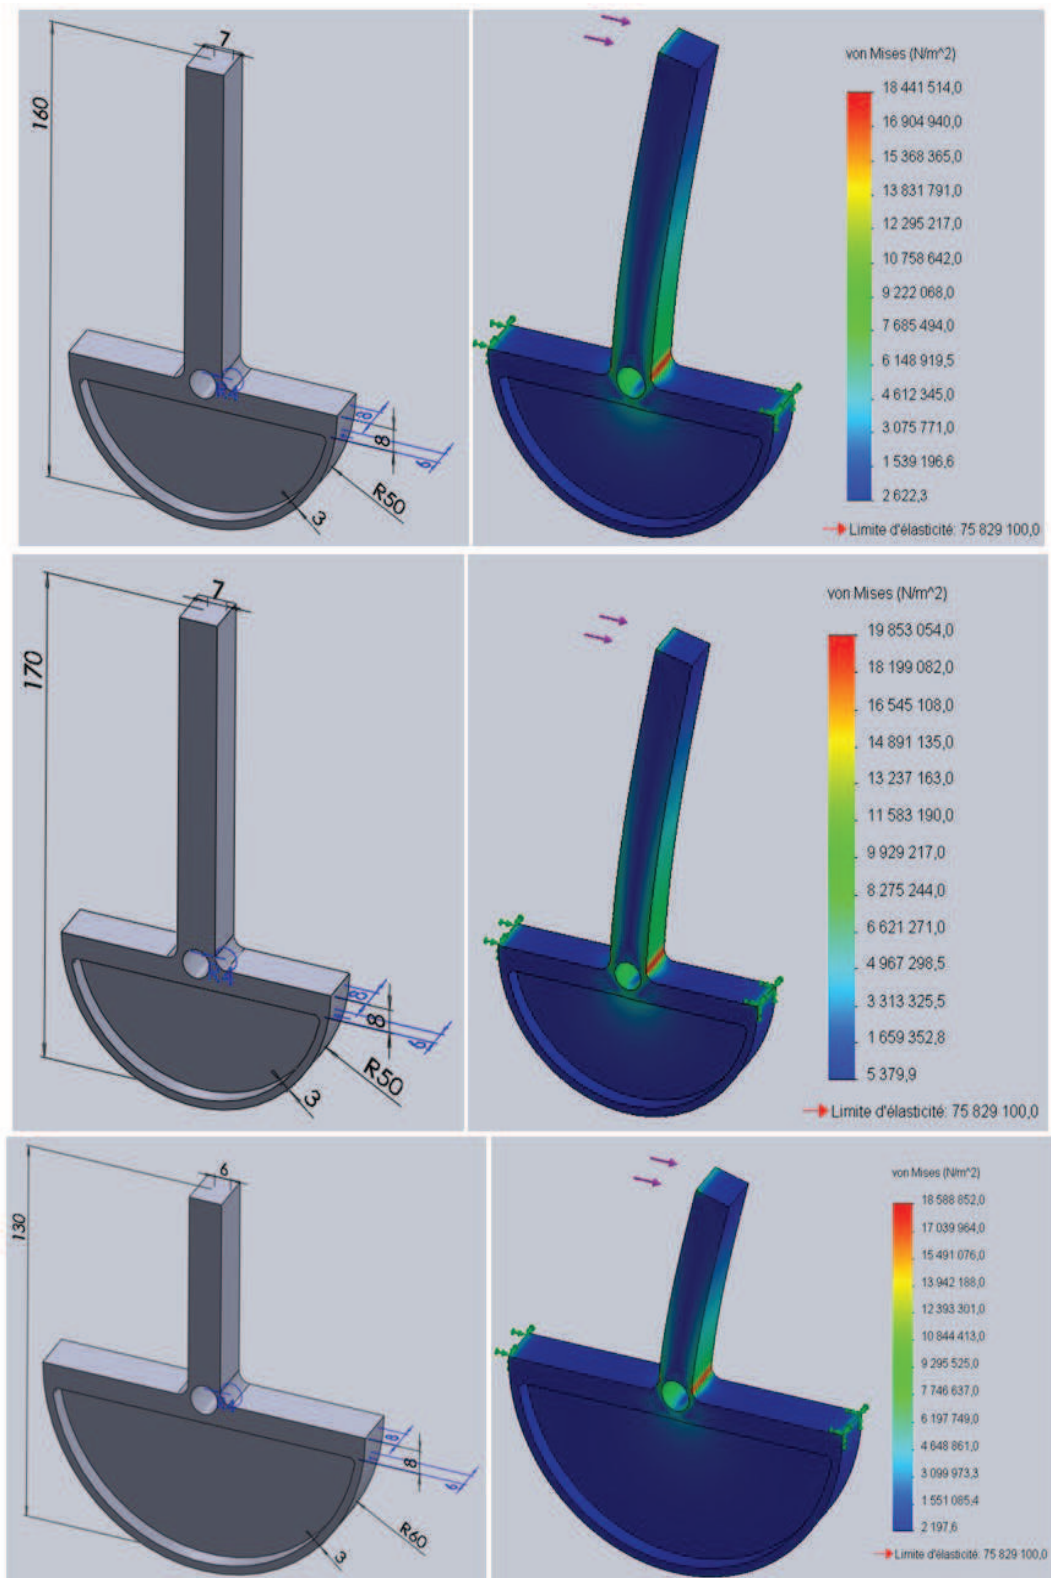 7
160
8
8
6
R50
3
von Mises (N/m^2)
18 441 514,0
16 904 940,0
15 368 365,0
13 831 791,0
12 295 217,0
10 758 642,0
9 222 068,0
7 685 494,0
6 148 919,5
4 612 345,0
3 075 771,0
1 539 196,6
2 622,3
Limite d'élasticité: 75 829 100,0
7
170
8
8
6
R50
3
von Mises (N/m^2)
19 853 054,0
18 199 082,0
16 545 108,0
14 891 135,0
13 237 163,0
11 583 190,0
9 929 217,0
8 275 244,0
6 621 271,0
4 967 298,5
3 313 325,5
1 659 352,8
5 379,9
Limite d'élasticité: 75 829 100,0
6
130
8
8
6
R60
3
von Mises (N/m^2)
18 588 852,0
17 039 964,0
15 491 076,0
13 942 188,0
12 393 301,0
10 844 413,0
9 295 525,0
7 746 637,0
6 197 749,0
4 648 861,0
3 099 973,3
1 551 085,4
2 197,6
Limite d'élasticité: 75 829 100,0